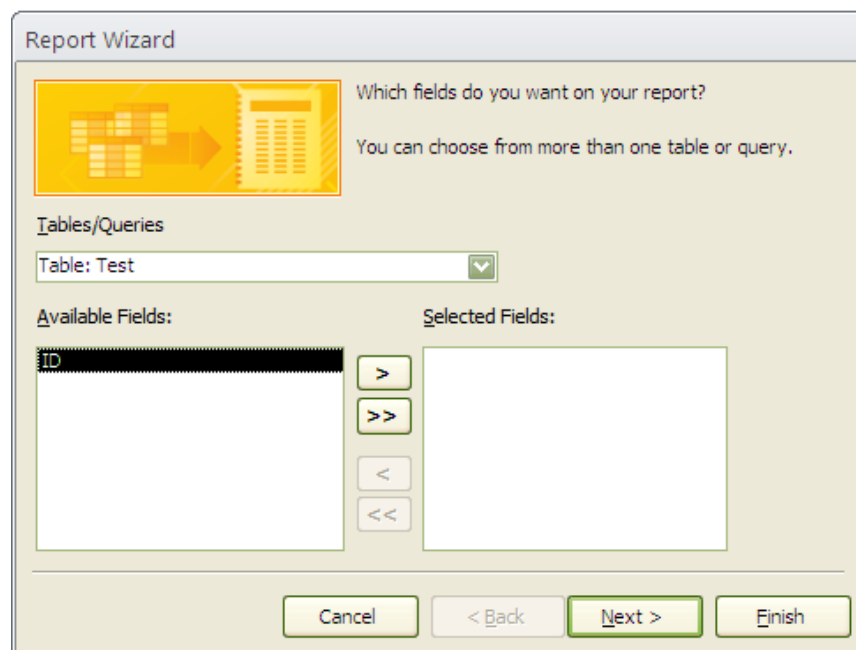 Report Wizard
Which fields do you want on your report?
You can choose from more than one table or query.
Tables/Queries
Table: Test
Available Fields:
Selected Fields:
ID
>
>>
<
<<
Cancel
< Back
Next >
Finish